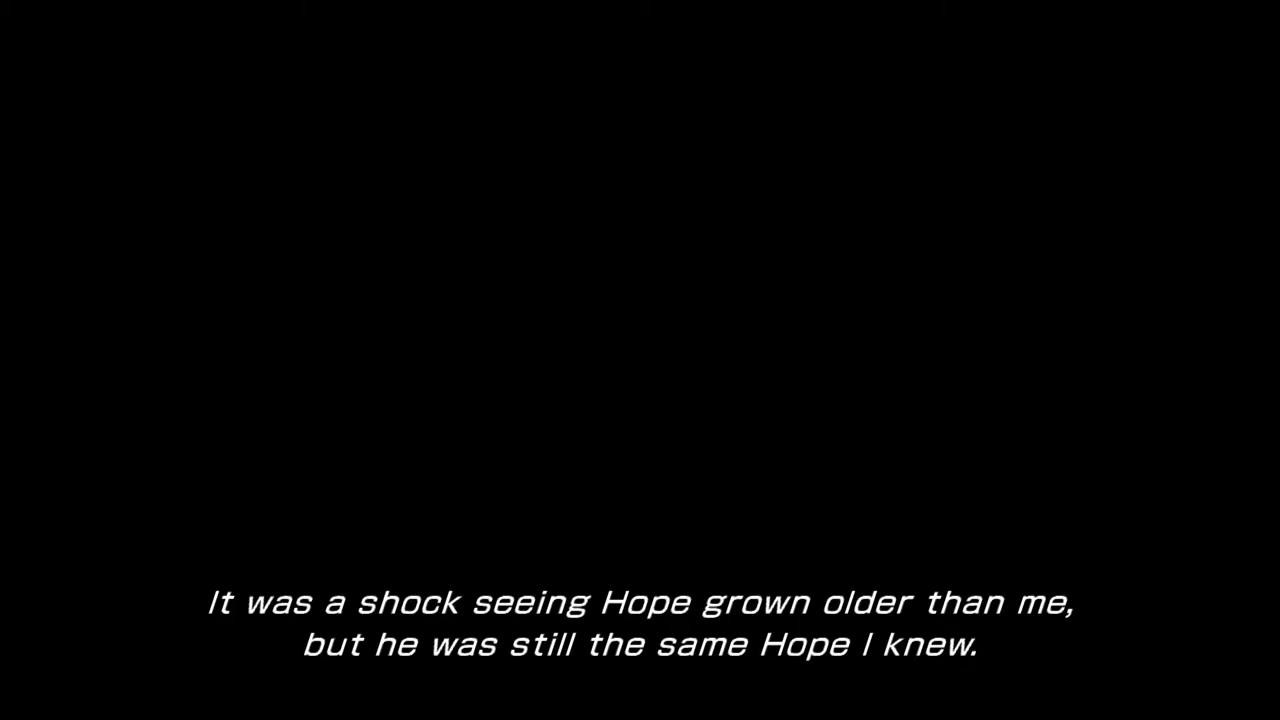 It was a shock seeing Hope grown older than me,
but he was still the same Hope I knew.